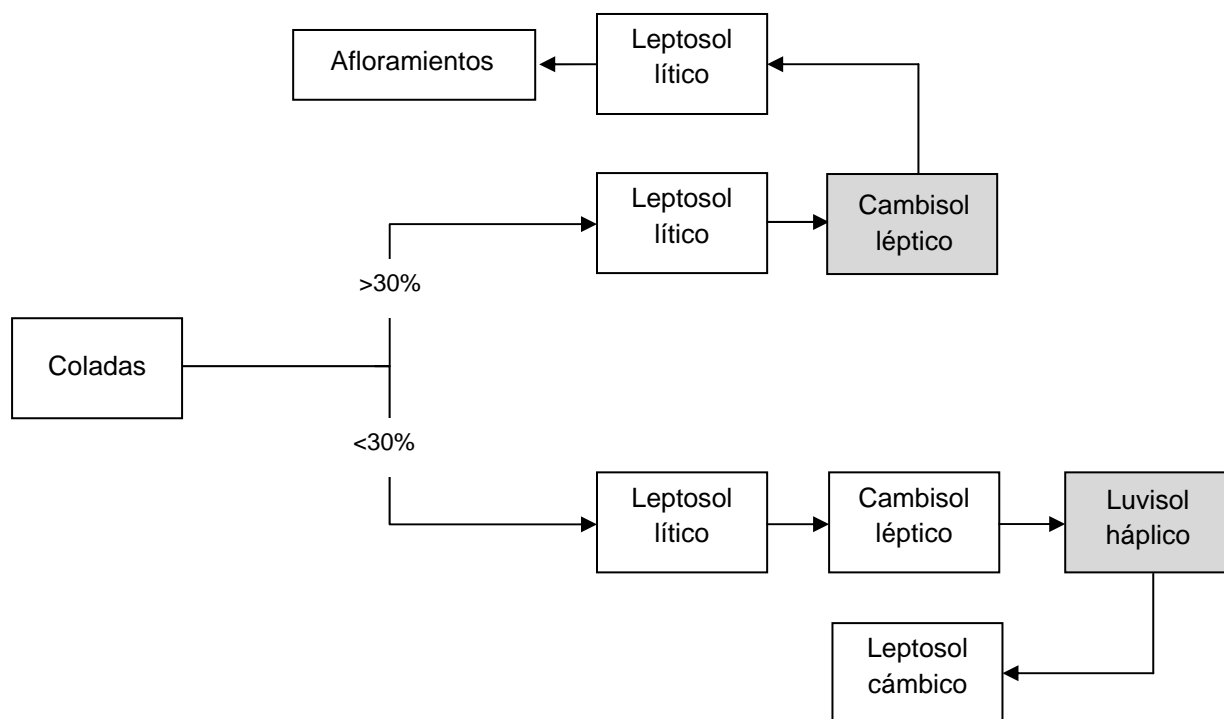 Afloramientos
Leptosol
lítico
Leptosol
lítico
Cambisol
léptico
>30%
Coladas
<30%
Leptosol
lítico
Cambisol
léptico
Luvisol
háplico
Leptosol
cámbico